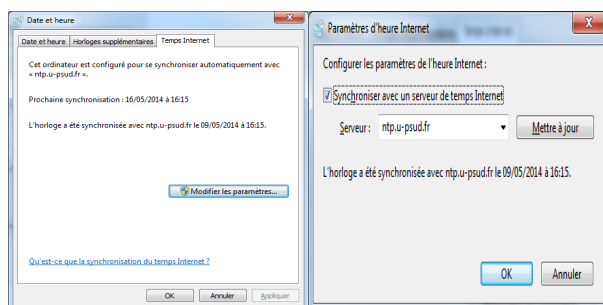 Date et heure
Date et heure Horloges supplémentaires Temps Internet
Cet ordinateur est configuré pour se synchroniser automatiquement avec
« ntp.u-psud.fr ».
Prochaine synchronisation : 16/05/2014 à 16:15
L'horloge a été synchronisée avec ntp.u-psud.fr le 09/05/2014 à 16:15.
Modifier les paramètres...
Qu'est-ce que la synchronisation du temps Internet ?
OK Annuler Appliquer
Paramètres d'heure Internet
Configurer les paramètres de l'heure Internet :
Synchroniser avec un serveur de temps Internet
Serveur : ntp.u-psud.fr Mettre à jour
L'horloge a été synchronisée avec ntp.u-psud.fr le 09/05/2014 à 16:15.
OK Annuler